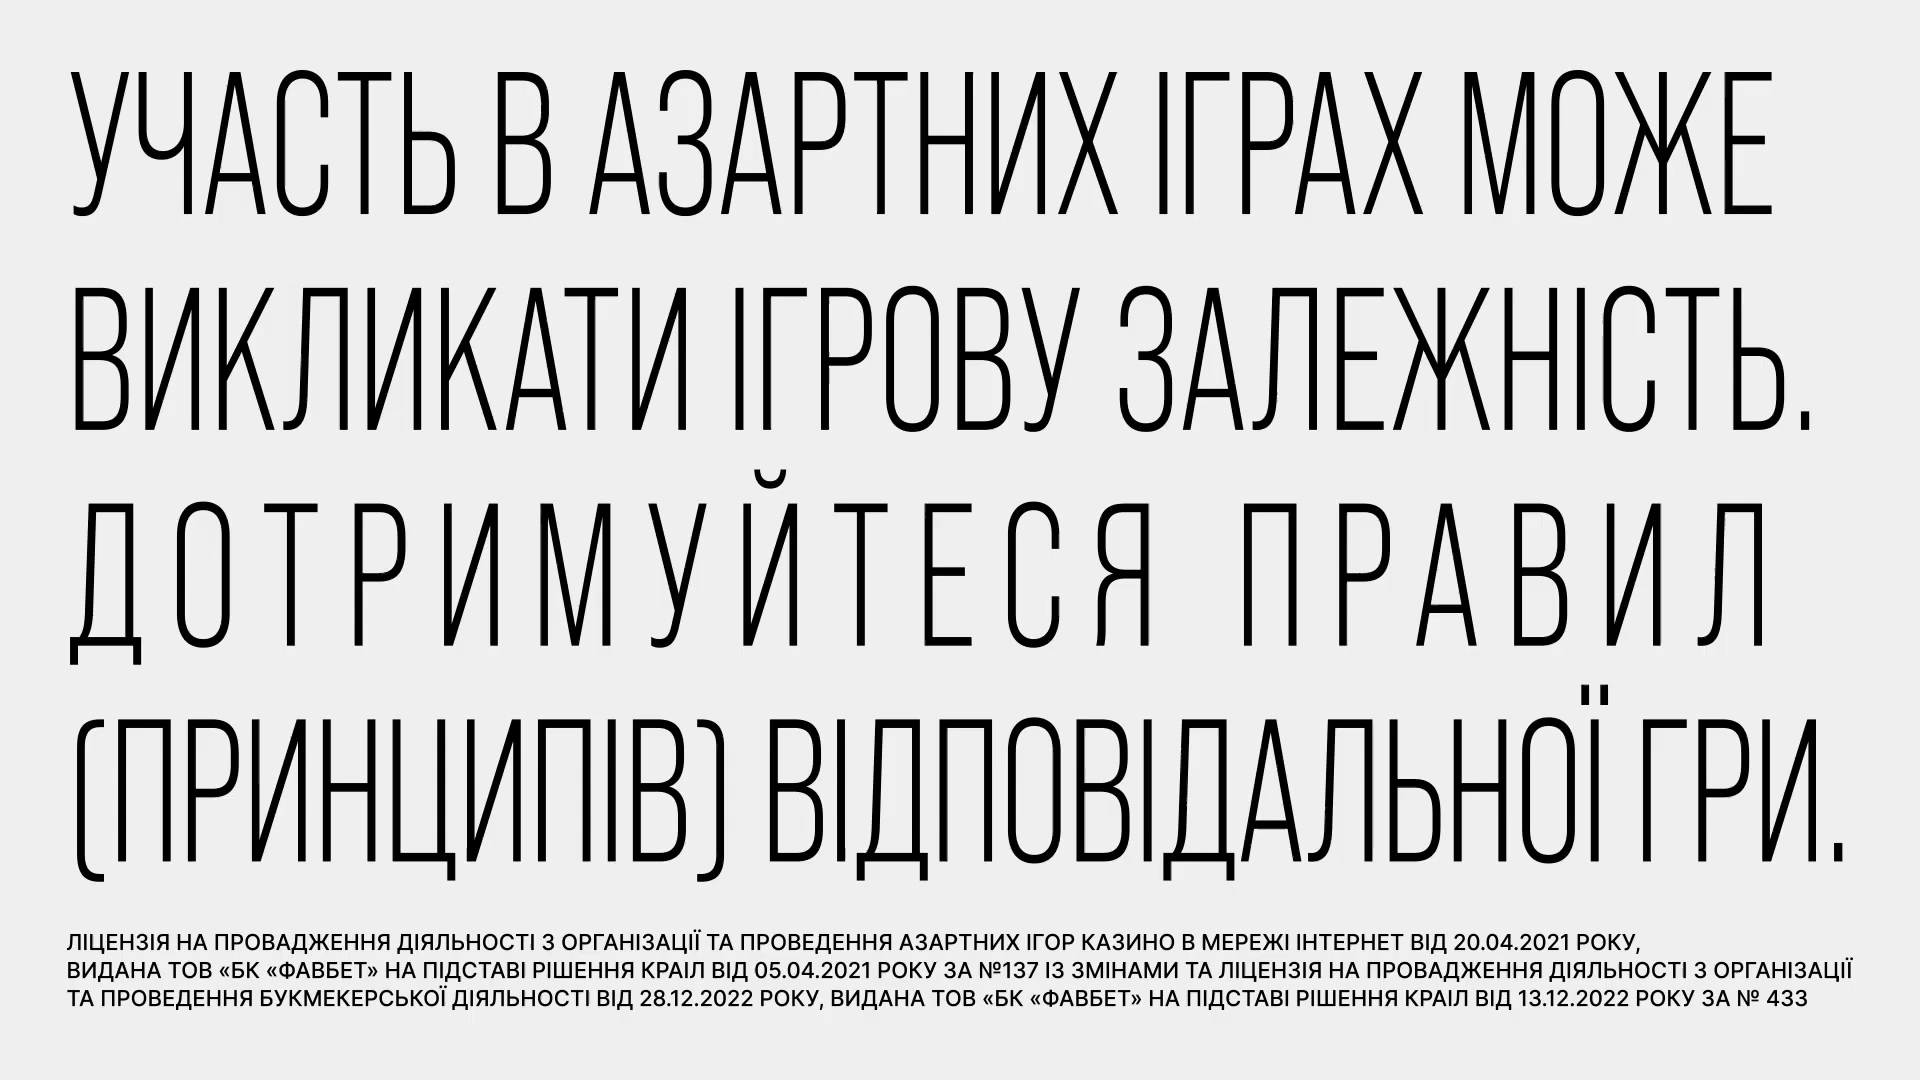 УЧАСТЬ В АЗАРТНИХ ІГРАХ МОЖЕ
ВИКЛИКАТИ ІГРОВУ ЗАЛЕЖНІСТЬ.
ДОТРИМУЙТЕСЯ ПРАВИЛ
(ПРИНЦИПІВ) ВІДПОВІДАЛЬНОЇ ГРИ.
ЛІЦЕНЗІЯ НА ПРОВАДЖЕННЯ ДІЯЛЬНОСТІ З ОРГАНІЗАЦІЇ ТА ПРОВЕДЕННЯ АЗАРТНИХ ІГОР КАЗИНО В МЕРЕЖІ ІНТЕРНЕТ ВІД 20.04.2021 РОКУ,
ВИДАНА ТОВ «БК «ФАВБЕТ» НА ПІДСТАВІ РІШЕННЯ КРАІЛ ВІД 05.04.2021 РОКУ ЗА №137 ІЗ ЗМІНАМИ ТА ЛІЦЕНЗІЯ НА ПРОВАДЖЕННЯ ДІЯЛЬНОСТІ З ОРГАНІЗАЦІЇ
ТА ПРОВЕДЕННЯ БУКМЕКЕРСЬКОЇ ДІЯЛЬНОСТІ ВІД 28.12.2022 РОКУ, ВИДАНА ТОВ «БК «ФАВБЕТ» НА ПІДСТАВІ РІШЕННЯ КРАІЛ ВІД 13.12.2022 РОКУ ЗА № 433